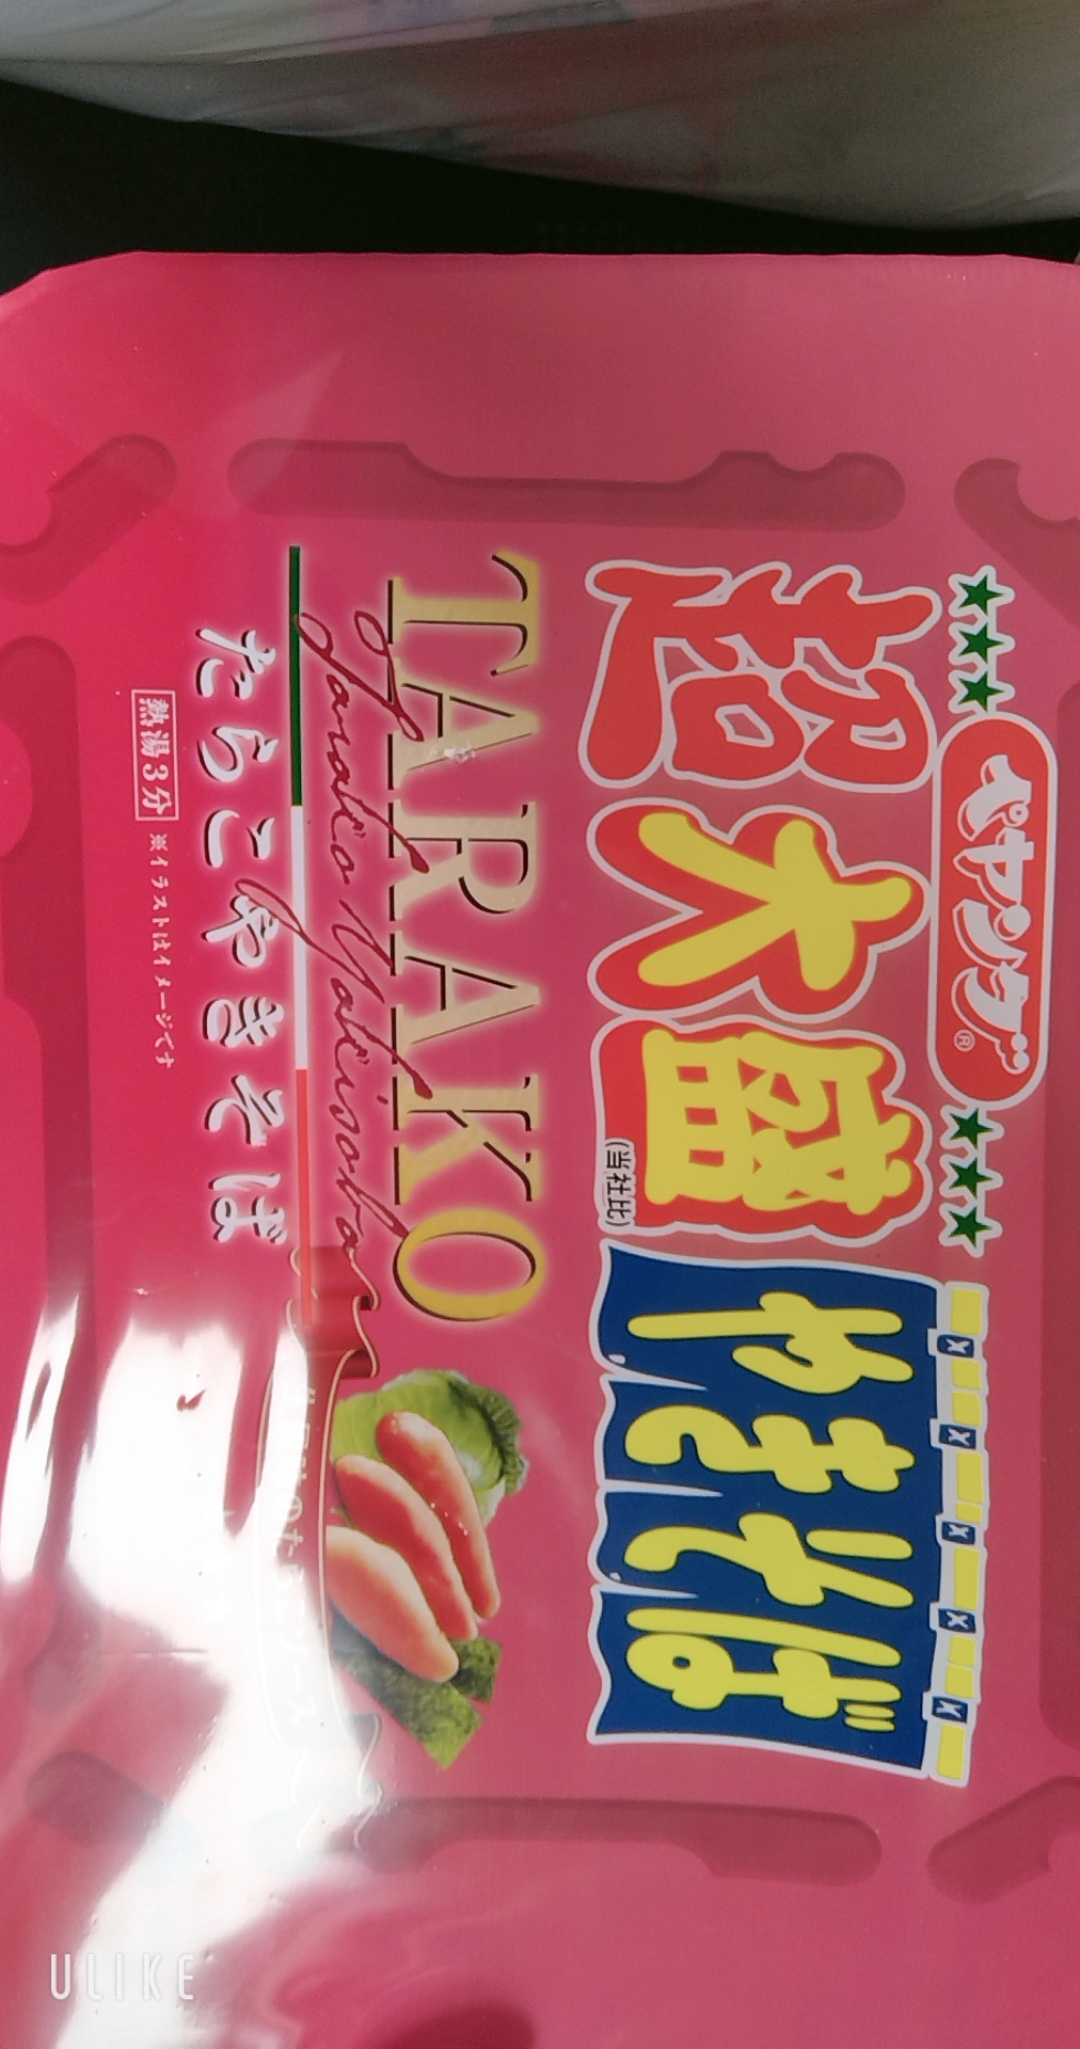 ペヤング®
超大盛やきそば
(当社比)
TARAKO
たらこやきそば
熱湯3分 ※イラストはイメージです
ULIKE